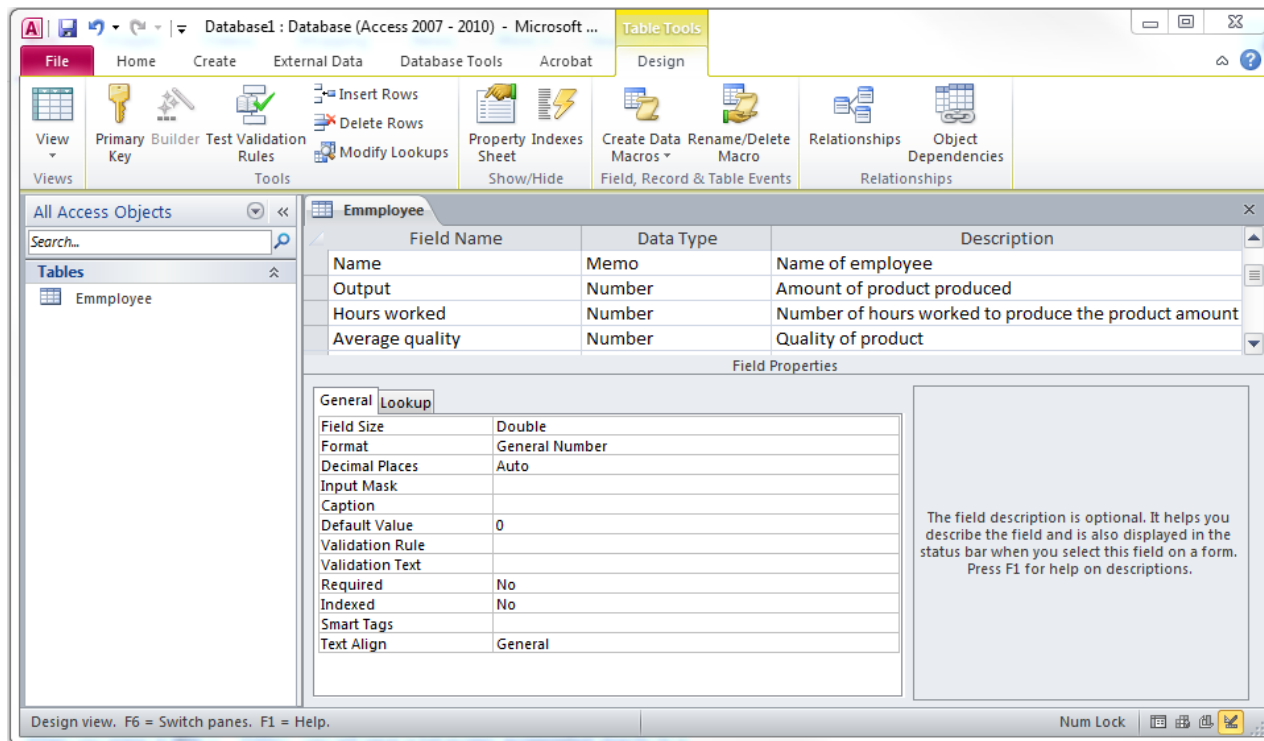 Database1 : Database (Access 2007 - 2010) - Microsoft ...
Table Tools
File Home Create External Data Database Tools Acrobat Design
View
Primary Key
Builder
Test Validation Rules
Insert Rows
Delete Rows
Modify Lookups
Property Sheet
Indexes
Create Data Macros
Rename/Delete Macro
Relationships
Object Dependencies
Views Tools Show/Hide Field, Record & Table Events Relationships
All Access Objects
Search...
Tables
Emmployee
Emmployee
Field Name Data Type Description
Name Memo Name of employee
Output Number Amount of product produced
Hours worked Number Number of hours worked to produce the product amount
Average quality Number Quality of product
Field Properties
General Lookup
Field Size Double
Format General Number
Decimal Places Auto
Input Mask
Caption
Default Value 0
Validation Rule
Validation Text
Required No
Indexed No
Smart Tags
Text Align General
The field description is optional. It helps you
describe the field and is also displayed in the
status bar when you select this field on a form.
Press F1 for help on descriptions.
Design view. F6 = Switch panes. F1 = Help.
Num Lock